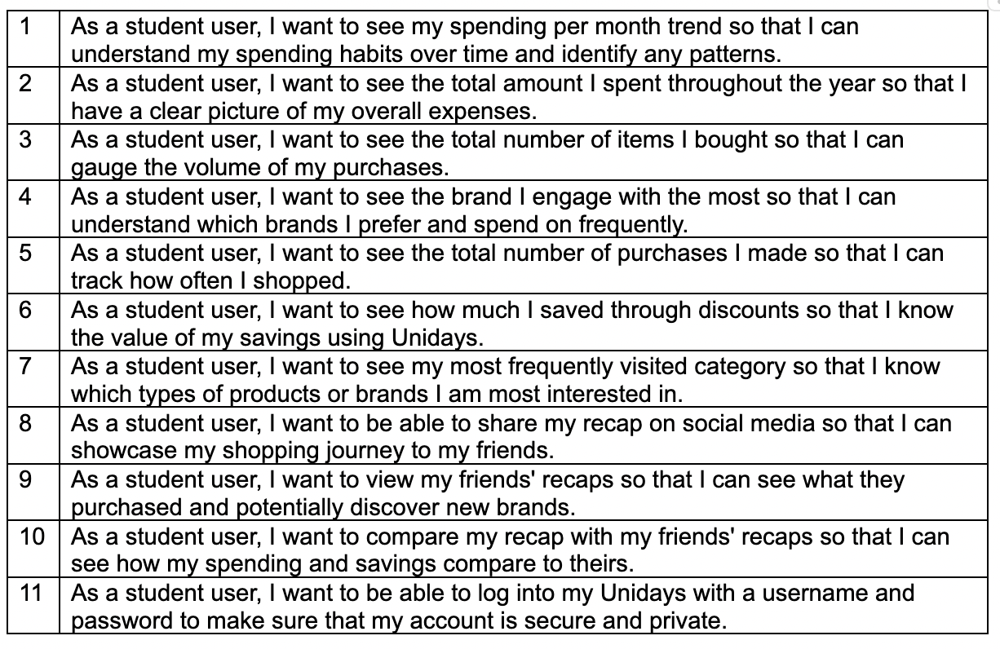 1 As a student user, I want to see my spending per month trend so that I can
understand my spending habits over time and identify any patterns.
2 As a student user, I want to see the total amount I spent throughout the year so that I
have a clear picture of my overall expenses.
3 As a student user, I want to see the total number of items I bought so that I can
gauge the volume of my purchases.
4 As a student user, I want to see the brand I engage with the most so that I can
understand which brands I prefer and spend on frequently.
5 As a student user, I want to see the total number of purchases I made so that I can
track how often I shopped.
6 As a student user, I want to see how much I saved through discounts so that I know
the value of my savings using Unidays.
7 As a student user, I want to see my most frequently visited category so that I know
which types of products or brands I am most interested in.
8 As a student user, I want to be able to share my recap on social media so that I can
showcase my shopping journey to my friends.
9 As a student user, I want to view my friends' recaps so that I can see what they
purchased and potentially discover new brands.
10 As a student user, I want to compare my recap with my friends' recaps so that I can
see how my spending and savings compare to theirs.
11 As a student user, I want to be able to log into my Unidays with a username and
password to make sure that my account is secure and private.